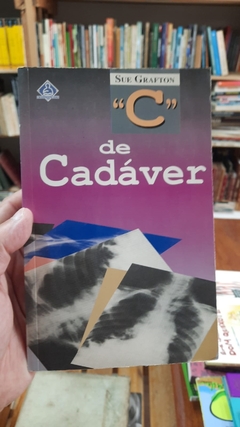 SUE GRAFTON
"C"
de
Cadáver